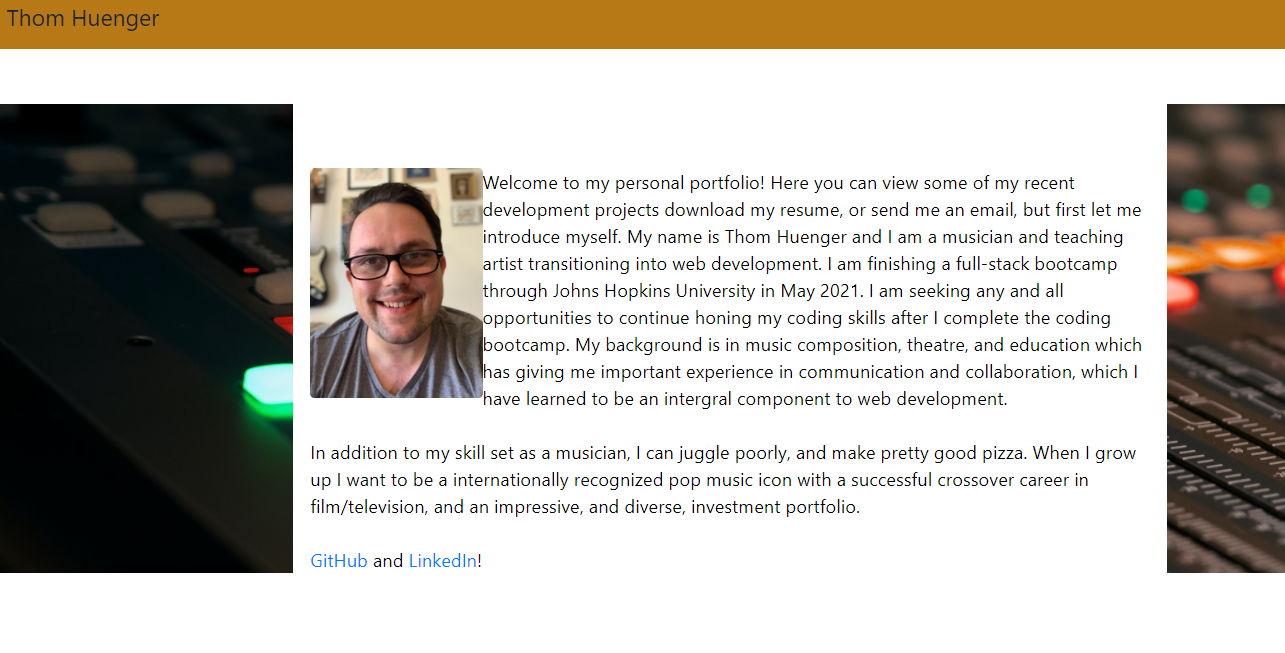 Thom Huenger
Welcome to my personal portfolio! Here you can view some of my recent
development projects download my resume, or send me an email, but first let me
introduce myself. My name is Thom Huenger and I am a musician and teaching
artist transitioning into web development. I am finishing a full-stack bootcamp
through Johns Hopkins University in May 2021. I am seeking any and all
opportunities to continue honing my coding skills after I complete the coding
bootcamp. My background is in music composition, theatre, and education which
has giving me important experience in communication and collaboration, which I
have learned to be an intergral component to web development.
In addition to my skill set as a musician, I can juggle poorly, and make pretty good pizza. When I grow
up I want to be a internationally recognized pop music icon with a successful crossover career in
film/television, and an impressive, and diverse, investment portfolio.
GitHub and LinkedIn!